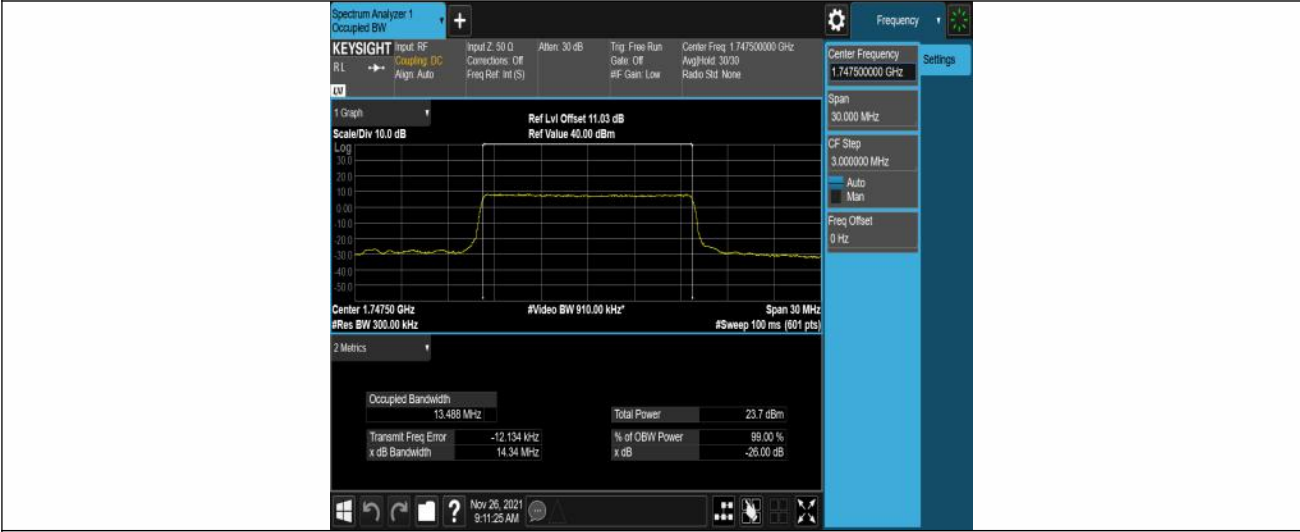 Spectrum Analyzer 1
Occupied BW
+
Frequency
KEYSIGHT
RL
Input: RF
Coupling: DC
Align: Auto
Input Z: 50 Ω
Corrections: Off
Freq Ref: Int (S)
Atten: 30 dB
Trig: Free Run
Gate: Off
#IF Gain: Low
Center Freq: 1.747500000 GHz
Avg|Hold: 30/30
Radio Std: None
Center Frequency
1.747500000 GHz
Settings
Span
30.000 MHz
CF Step
3.000000 MHz
Auto
Man
Freq Offset
0 Hz
1 Graph
Scale/Div 10.0 dB
Ref Lvl Offset 11.03 dB
Ref Value 40.00 dBm
Log
30.0
20.0
10.0
0.00
-10.0
-20.0
-30.0
-40.0
-50.0
Center 1.74750 GHz
#Res BW 300.00 kHz
#Video BW 910.00 kHz*
Span 30 MHz
#Sweep 100 ms (601 pts)
2 Metrics
Occupied Bandwidth
13.488 MHz
Total Power 23.7 dBm
Transmit Freq Error -12.134 kHz
% of OBW Power 99.00 %
x dB Bandwidth 14.34 MHz
x dB -26.00 dB
?
Nov 26, 2021
9:11:25 AM